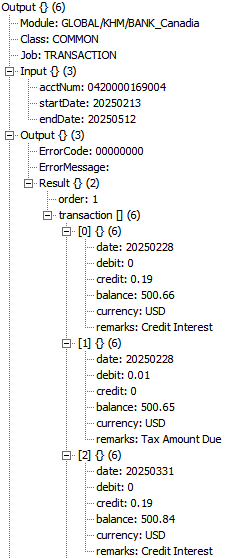 Output {} (6)
Module: GLOBAL/KHM/BANK_Canadia
Class: COMMON
Job: TRANSACTION
Input {} (3)
acctNum: 0420000169004
startDate: 20250213
endDate: 20250512
Output {} (3)
ErrorCode: 00000000
ErrorMessage:
Result {} (2)
order: 1
transaction [] (6)
[0] {} (6)
date: 20250228
debit: 0
credit: 0.19
balance: 500.66
currency: USD
remarks: Credit Interest
[1] {} (6)
date: 20250228
debit: 0.01
credit: 0
balance: 500.65
currency: USD
remarks: Tax Amount Due
[2] {} (6)
date: 20250331
debit: 0
credit: 0.19
balance: 500.84
currency: USD
remarks: Credit Interest